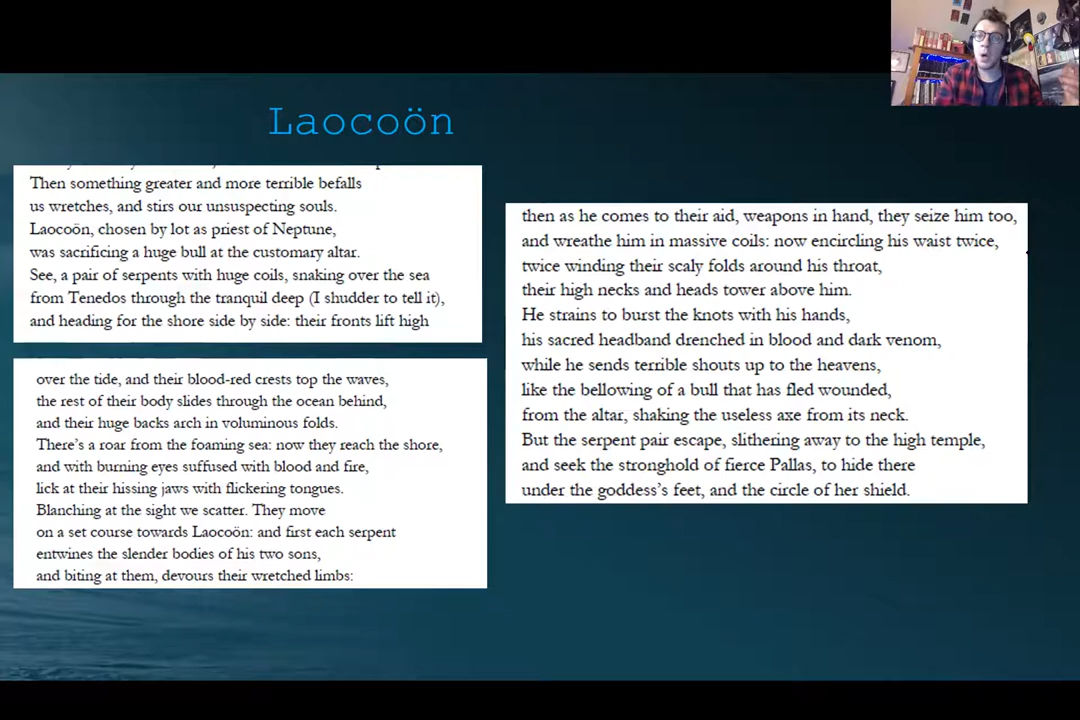 Laocoön
Then something greater and more terrible befalls
us wretches, and stirs our unsuspecting souls.
Laocoön, chosen by lot as priest of Neptune,
was sacrificing a huge bull at the customary altar.
See, a pair of serpents with huge coils, snaking over the sea
from Tenedos through the tranquil deep (I shudder to tell it),
and heading for the shore side by side: their fronts lift high
over the tide, and their blood-red crests top the waves,
the rest of their body slides through the ocean behind,
and their huge backs arch in voluminous folds.
There's a roar from the foaming sea: now they reach the shore,
and with burning eyes suffused with blood and fire,
lick at their hissing jaws with flickering tongues.
Blanching at the sight we scatter. They move
on a set course towards Laocoön: and first each serpent
entwines the slender bodies of his two sons,
and biting at them, devours their wretched limbs:
then as he comes to their aid, weapons in hand, they seize him too,
and wreathe him in massive coils: now encircling his waist twice,
twice winding their scaly folds around his throat,
their high necks and heads tower above him.
He strains to burst the knots with his hands,
his sacred headband drenched in blood and dark venom,
while he sends terrible shouts up to the heavens,
like the bellowing of a bull that has fled wounded,
from the altar, shaking the useless axe from its neck.
But the serpent pair escape, slithering away to the high temple,
and seek the stronghold of fierce Pallas, to hide there
under the goddess's feet, and the circle of her shield.